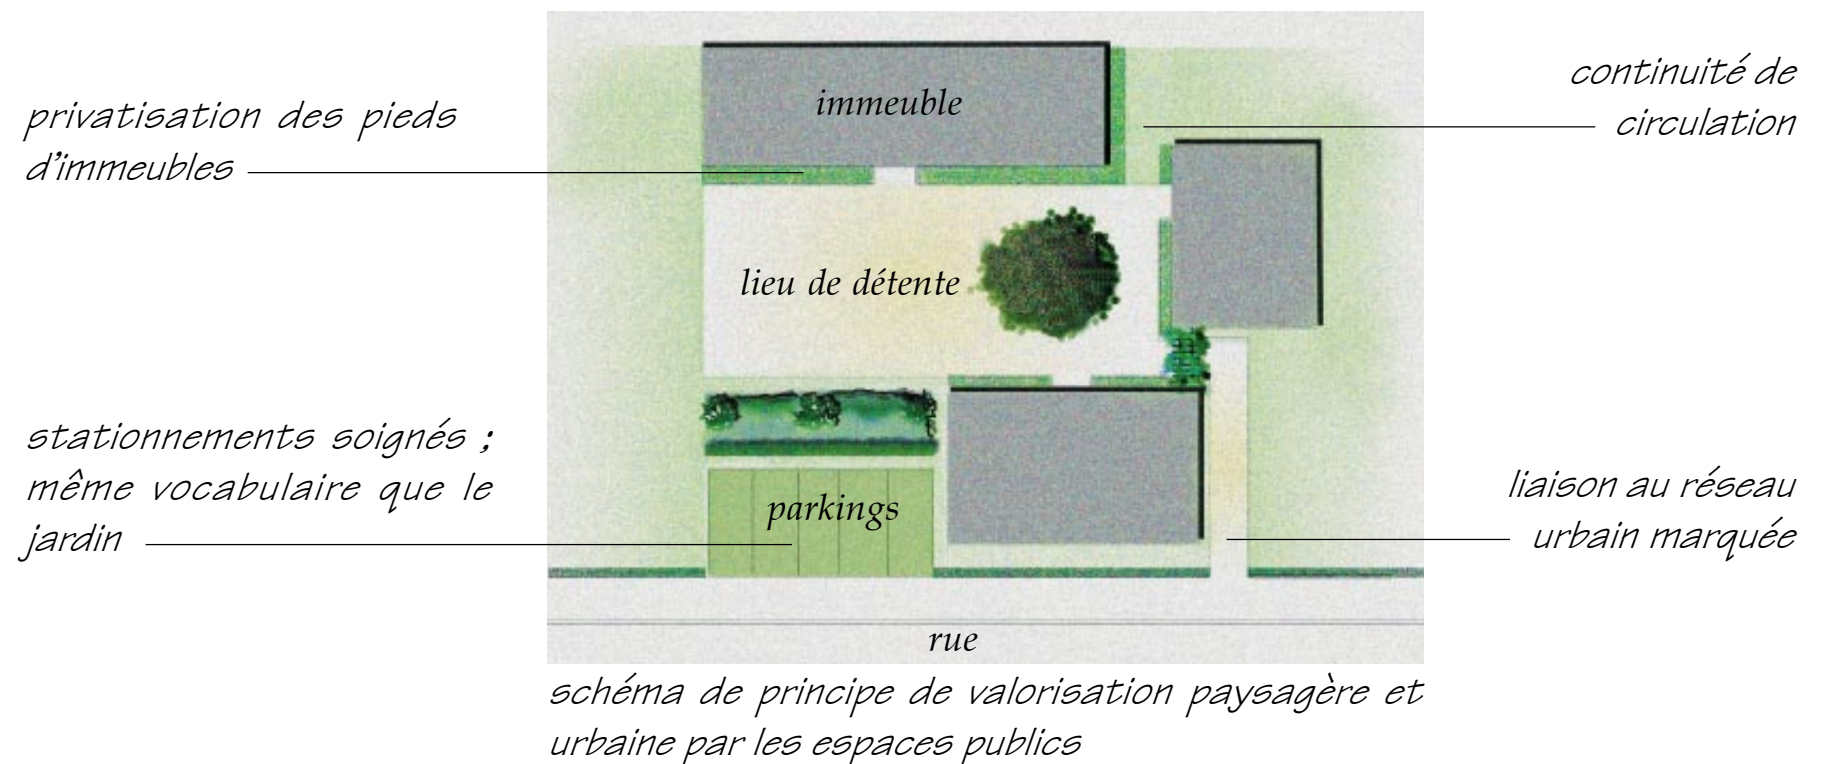 privatisation des pieds
d'immeubles
stationnements soignés ;
même vocabulaire que le
jardin
immeuble
lieu de détente
parkings
rue
continuité de
circulation
liaison au réseau
urbain marquée
schéma de principe de valorisation paysagère et
urbaine par les espaces publics